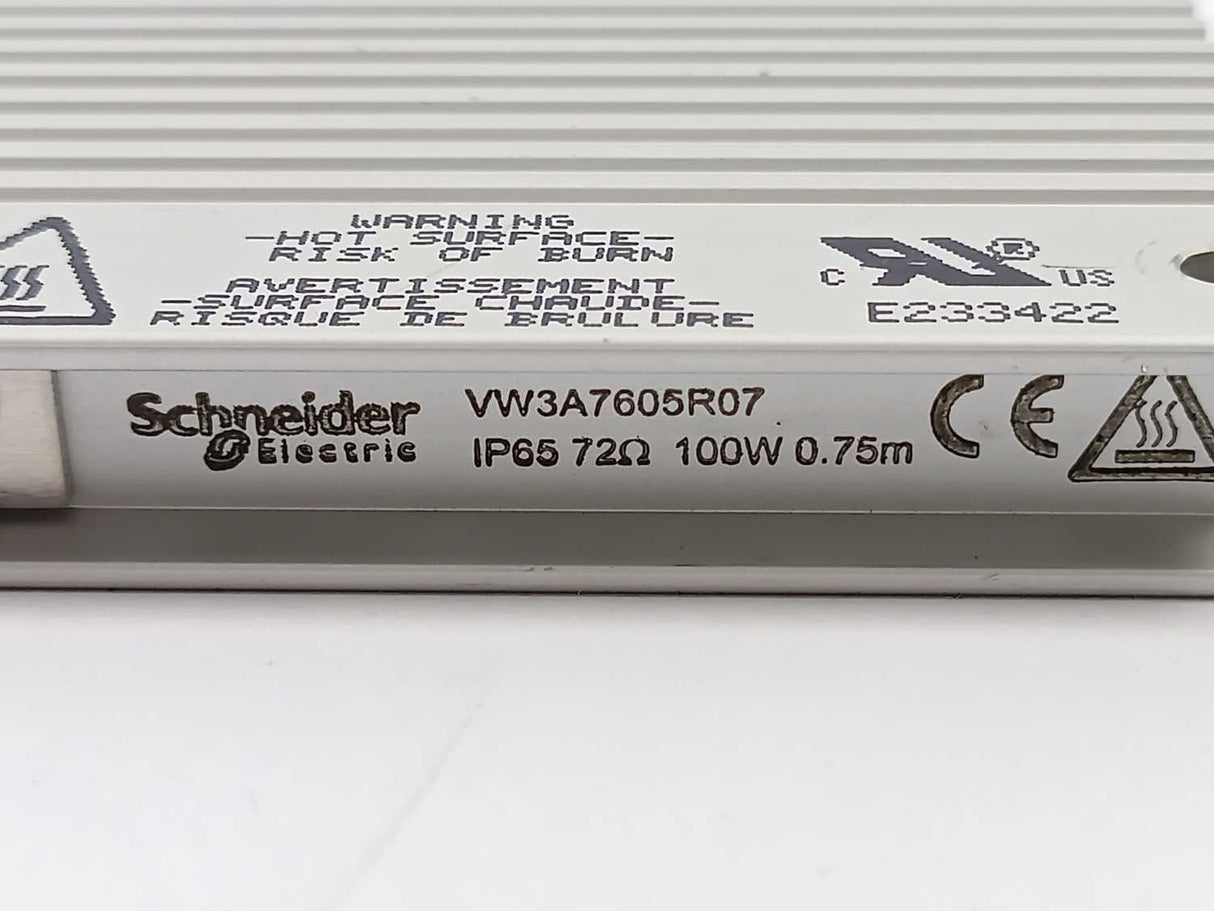 WARNING
-HOT SURFACE-
RISK OF BURN
AVERTISSEMENT
-SURFACE CHAUDE-
RISQUE DE BRULURE
C RU ® US
E233422
Schneider
Electric
VW3A7605R07
IP65 72Ω 100W 0.75m
CE